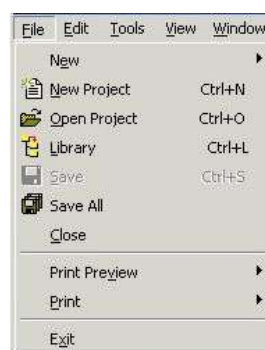 File Edit Tools View Window
New
New Project Ctrl+N
Open Project Ctrl+O
Library Ctrl+L
Save Ctrl+S
Save All
Close
Print Preview
Print
Exit